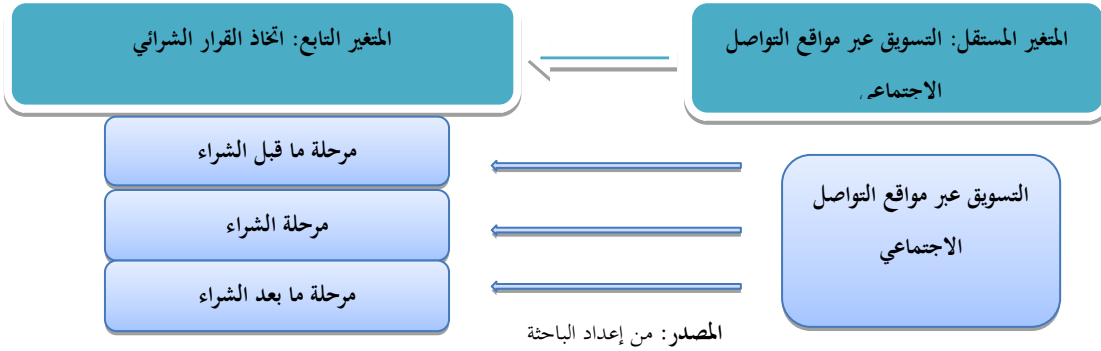 المتغير المستقل: التسويق عبر مواقع التواصل
الاجتماعي
المتغير التابع: اتخاذ القرار الشرائي
التسويق عبر مواقع التواصل
الاجتماعي
مرحلة ما قبل الشراء
مرحلة الشراء
مرحلة ما بعد الشراء
المصدر: من إعداد الباحثة